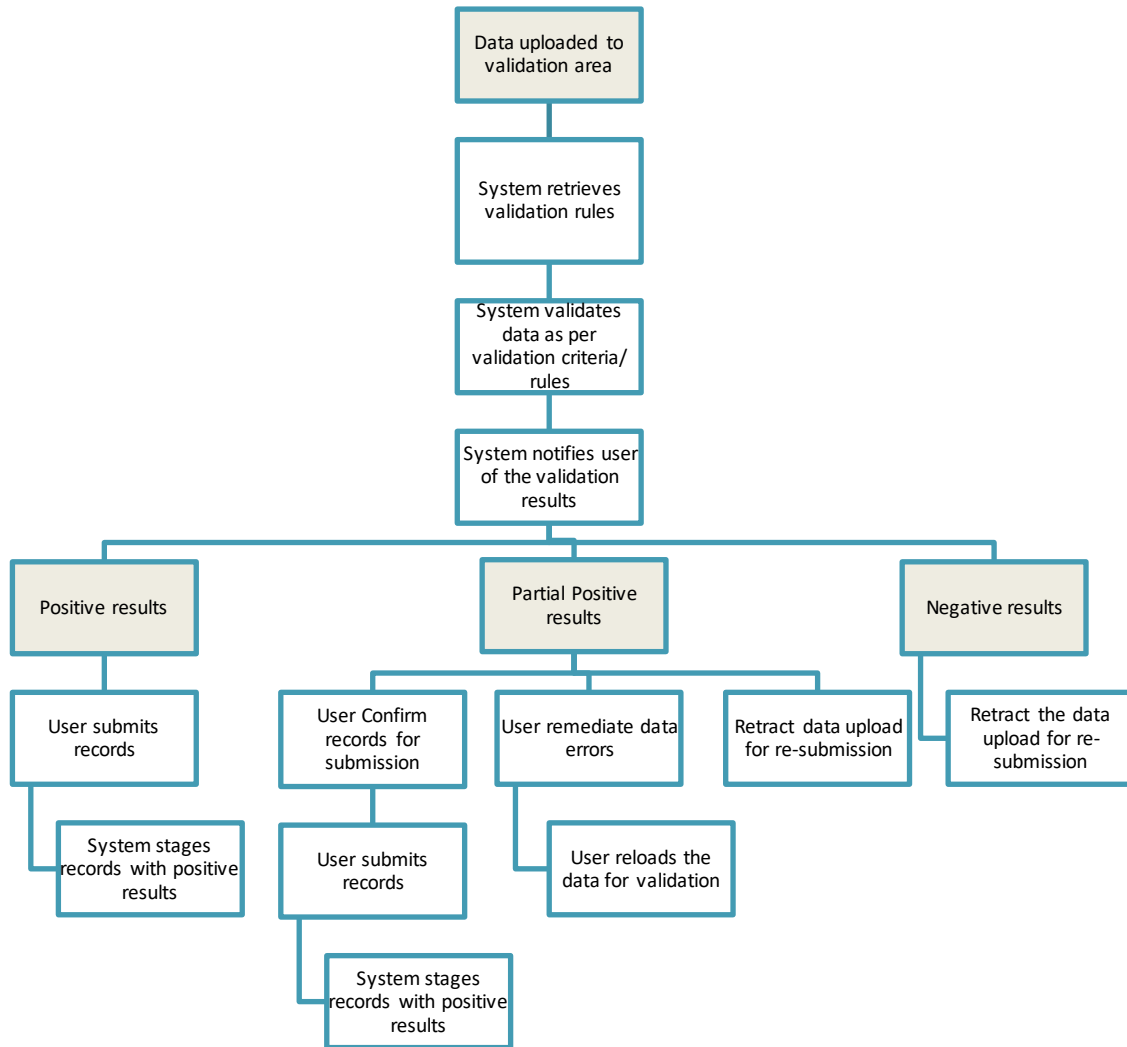 Data uploaded to
validation area
System retrieves
validation rules
System validates
data as per
validation criteria/
rules
System notifies user
of the validation
results
Positive results
Partial Positive
results
Negative results
User submits
records
User Confirm
records for
submission
User remediate data
errors
Retract data upload
for re-submission
Retract the data
upload for re-
submission
System stages
records with positive
results
User submits
records
User reloads the
data for validation
System stages
records with positive
results